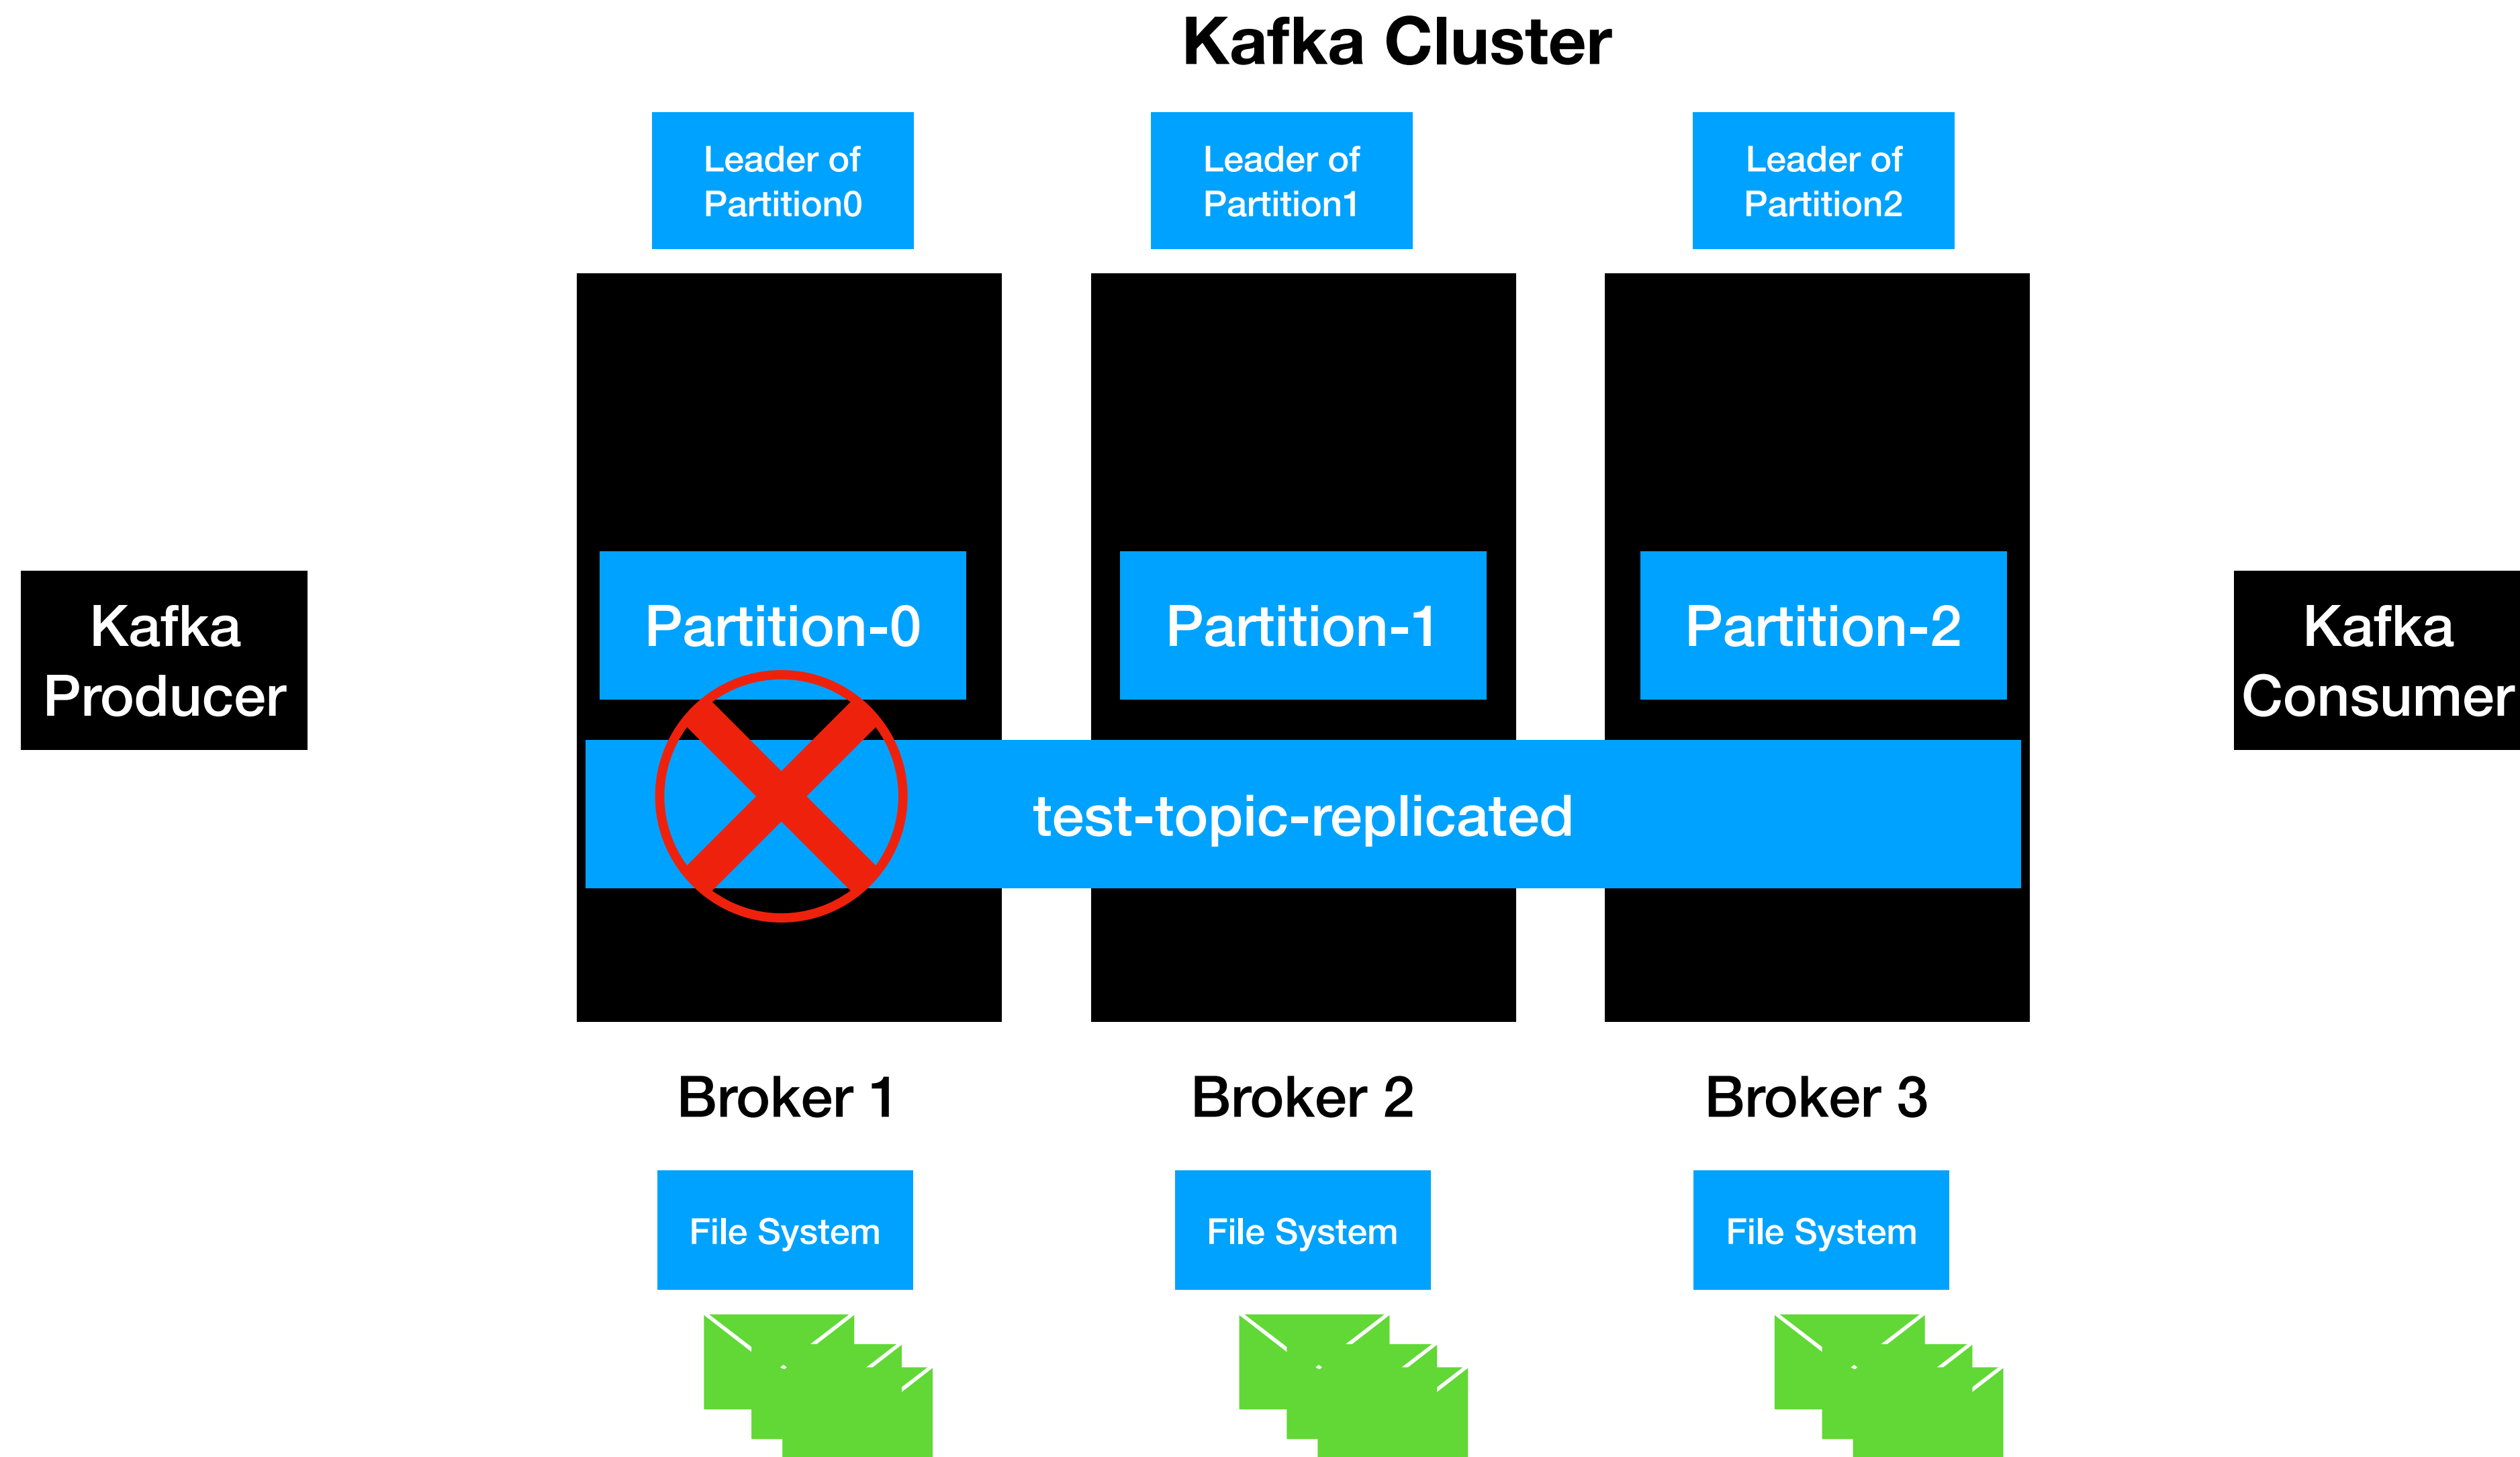 Kafka Cluster
Leader of
Partition0
Leader of
Partition1
Leader of
Partition2
Kafka
Producer
Partition-0
Partition-1
Partition-2
Kafka
Consumer
test-topic-replicated
Broker 1
Broker 2
Broker 3
File System
File System
File System